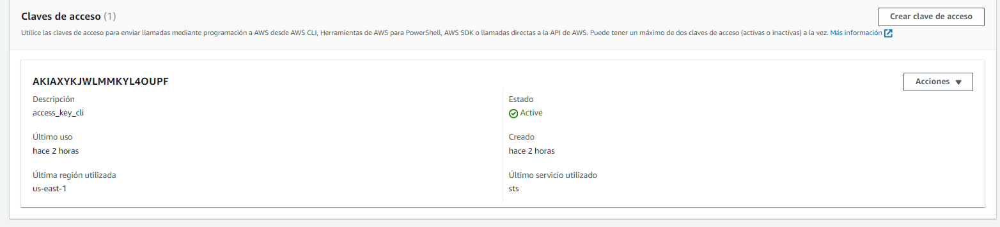 Claves de acceso (1)
Crear clave de acceso
Utilice las claves de acceso para enviar llamadas mediante programación a AWS desde AWS CLI, Herramientas de AWS para PowerShell, AWS SDK o llamadas directas a la API de AWS. Puede tener un máximo de dos claves de acceso (activas o inactivas) a la vez. Más información
AKIAXYKJWLMMKYL4OUPF
Acciones
Descripción
access_key_cli
Estado
Active
Último uso
hace 2 horas
Creado
hace 2 horas
Última región utilizada
us-east-1
Último servicio utilizado
sts